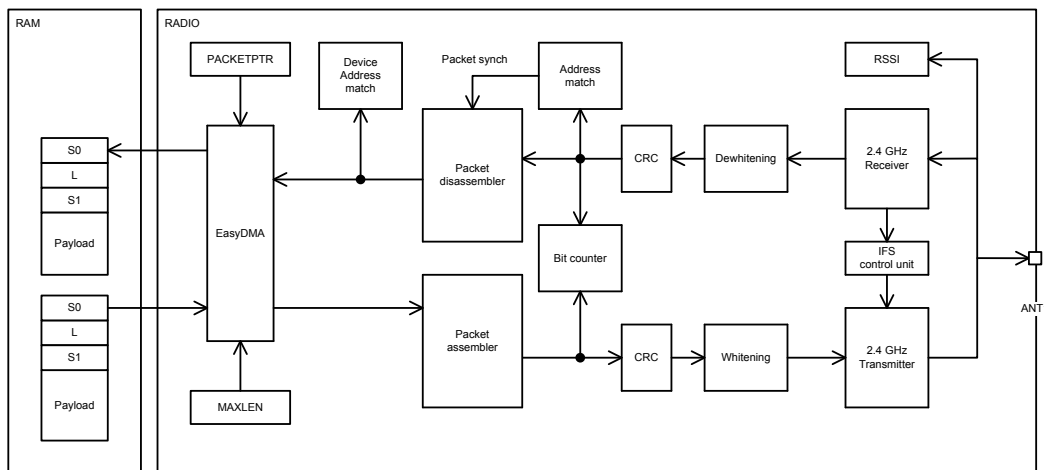 RAM
RADIO
PACKETPTR
Device
Address
match
Packet synch
Address
match
RSSI
S0
L
S1
Payload
EasyDMA
Packet
disassembler
CRC
Dewhitening
2.4 GHz
Receiver
Bit counter
IFS
control unit
ANT
S0
L
S1
Payload
Packet
assembler
CRC
Whitening
2.4 GHz
Transmitter
MAXLEN